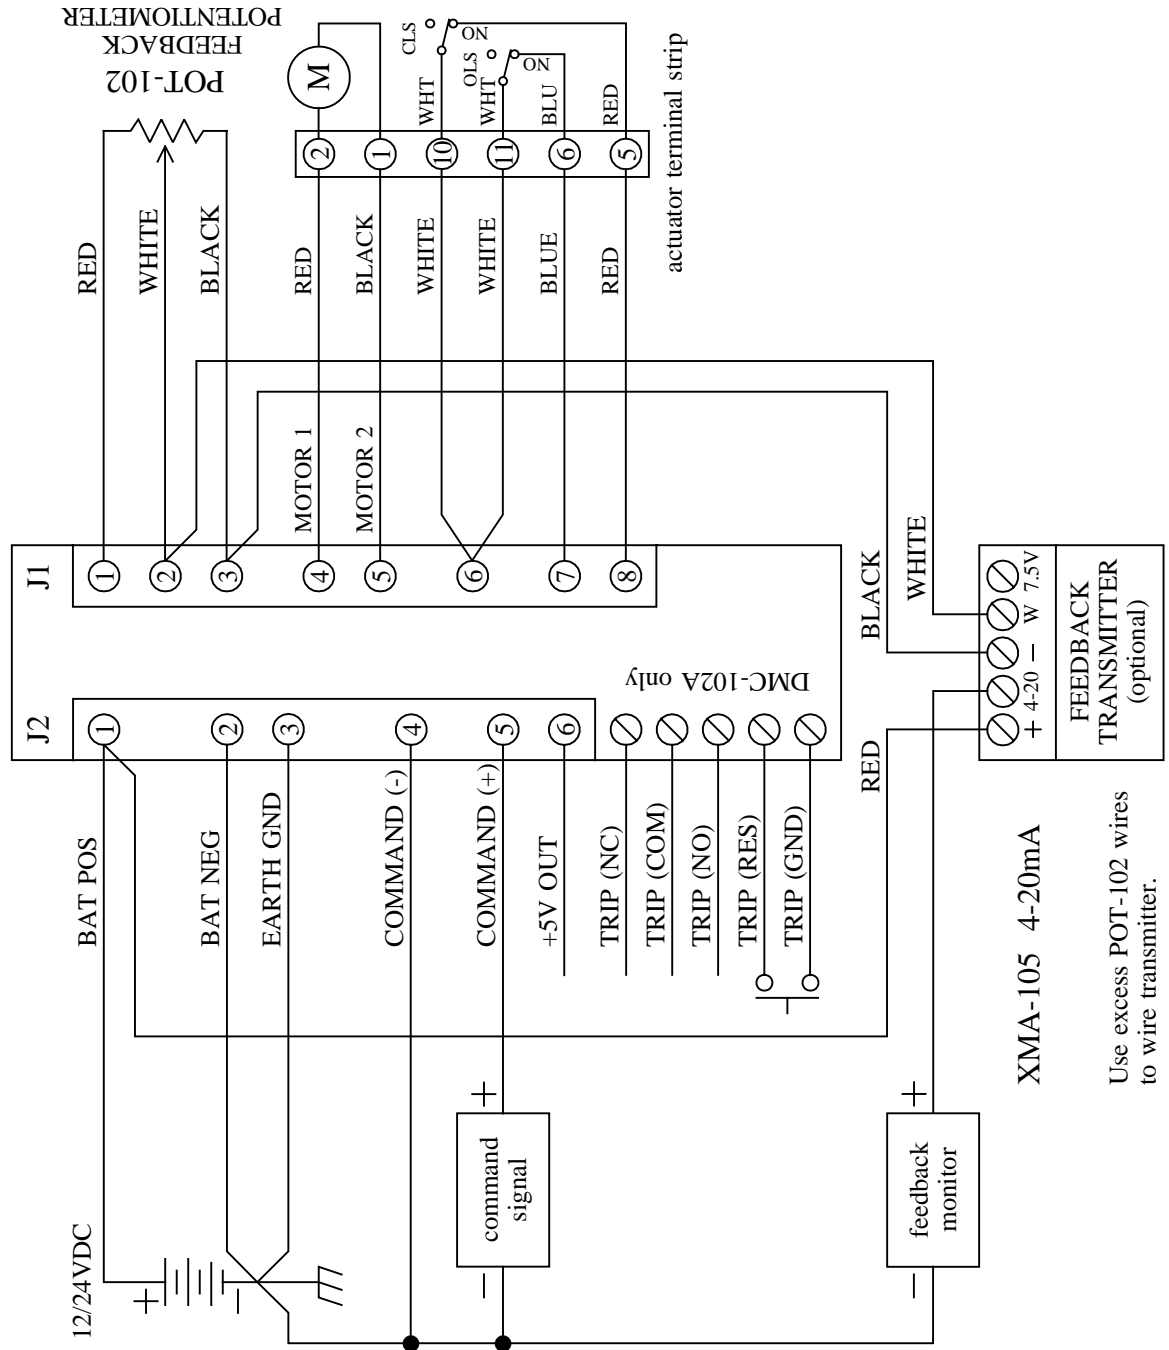 POT-102
FEEDBACK
POTENTIOMETER
RED
WHITE
BLACK
M
CLS
NO
OLS
NO
WHT
WHT
BLU
RED
2
1
10
11
6
5
actuator terminal strip
RED
BLACK
WHITE
WHITE
BLUE
RED
MOTOR 1
MOTOR 2
J1
1
2
3
4
5
6
7
8
DMC-102A only
J2
1
2
3
4
5
6
BAT POS
BAT NEG
EARTH GND
COMMAND (-)
COMMAND (+)
+5V OUT
TRIP (NC)
TRIP (COM)
TRIP (NO)
TRIP (RES)
TRIP (GND)
BLACK
WHITE
RED
+ 4-20 - W 7.5V
FEEDBACK
TRANSMITTER
(optional)
XMA-105 4-20mA
Use excess POT-102 wires
to wire transmitter.
12/24VDC
+
-
+
command
signal
-
+
feedback
monitor
-